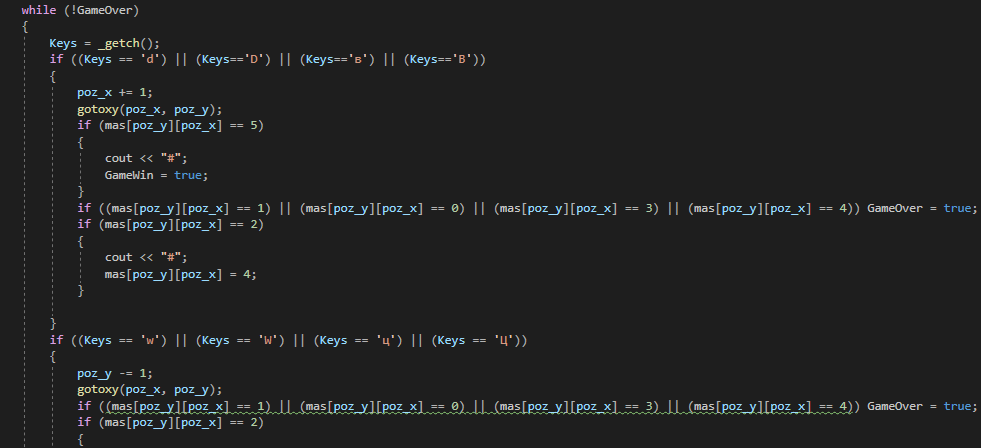 while (!GameOver)
{
Keys = _getch();
if ((Keys == 'd') || (Keys=='D') || (Keys=='в') || (Keys=='В'))
{
poz_x += 1;
gotoxy(poz_x, poz_y);
if (mas[poz_y][poz_x] == 5)
{
cout << "#";
GameWin = true;
}
if ((mas[poz_y][poz_x] == 1) || (mas[poz_y][poz_x] == 0) || (mas[poz_y][poz_x] == 3) || (mas[poz_y][poz_x] == 4)) GameOver = true;
if (mas[poz_y][poz_x] == 2)
{
cout << "#";
mas[poz_y][poz_x] = 4;
}
}
if ((Keys == 'w') || (Keys == 'W') || (Keys == 'ц') || (Keys == 'Ц'))
{
poz_y -= 1;
gotoxy(poz_x, poz_y);
if ((mas[poz_y][poz_x] == 1) || (mas[poz_y][poz_x] == 0) || (mas[poz_y][poz_x] == 3) || (mas[poz_y][poz_x] == 4)) GameOver = true;
if (mas[poz_y][poz_x] == 2)
{